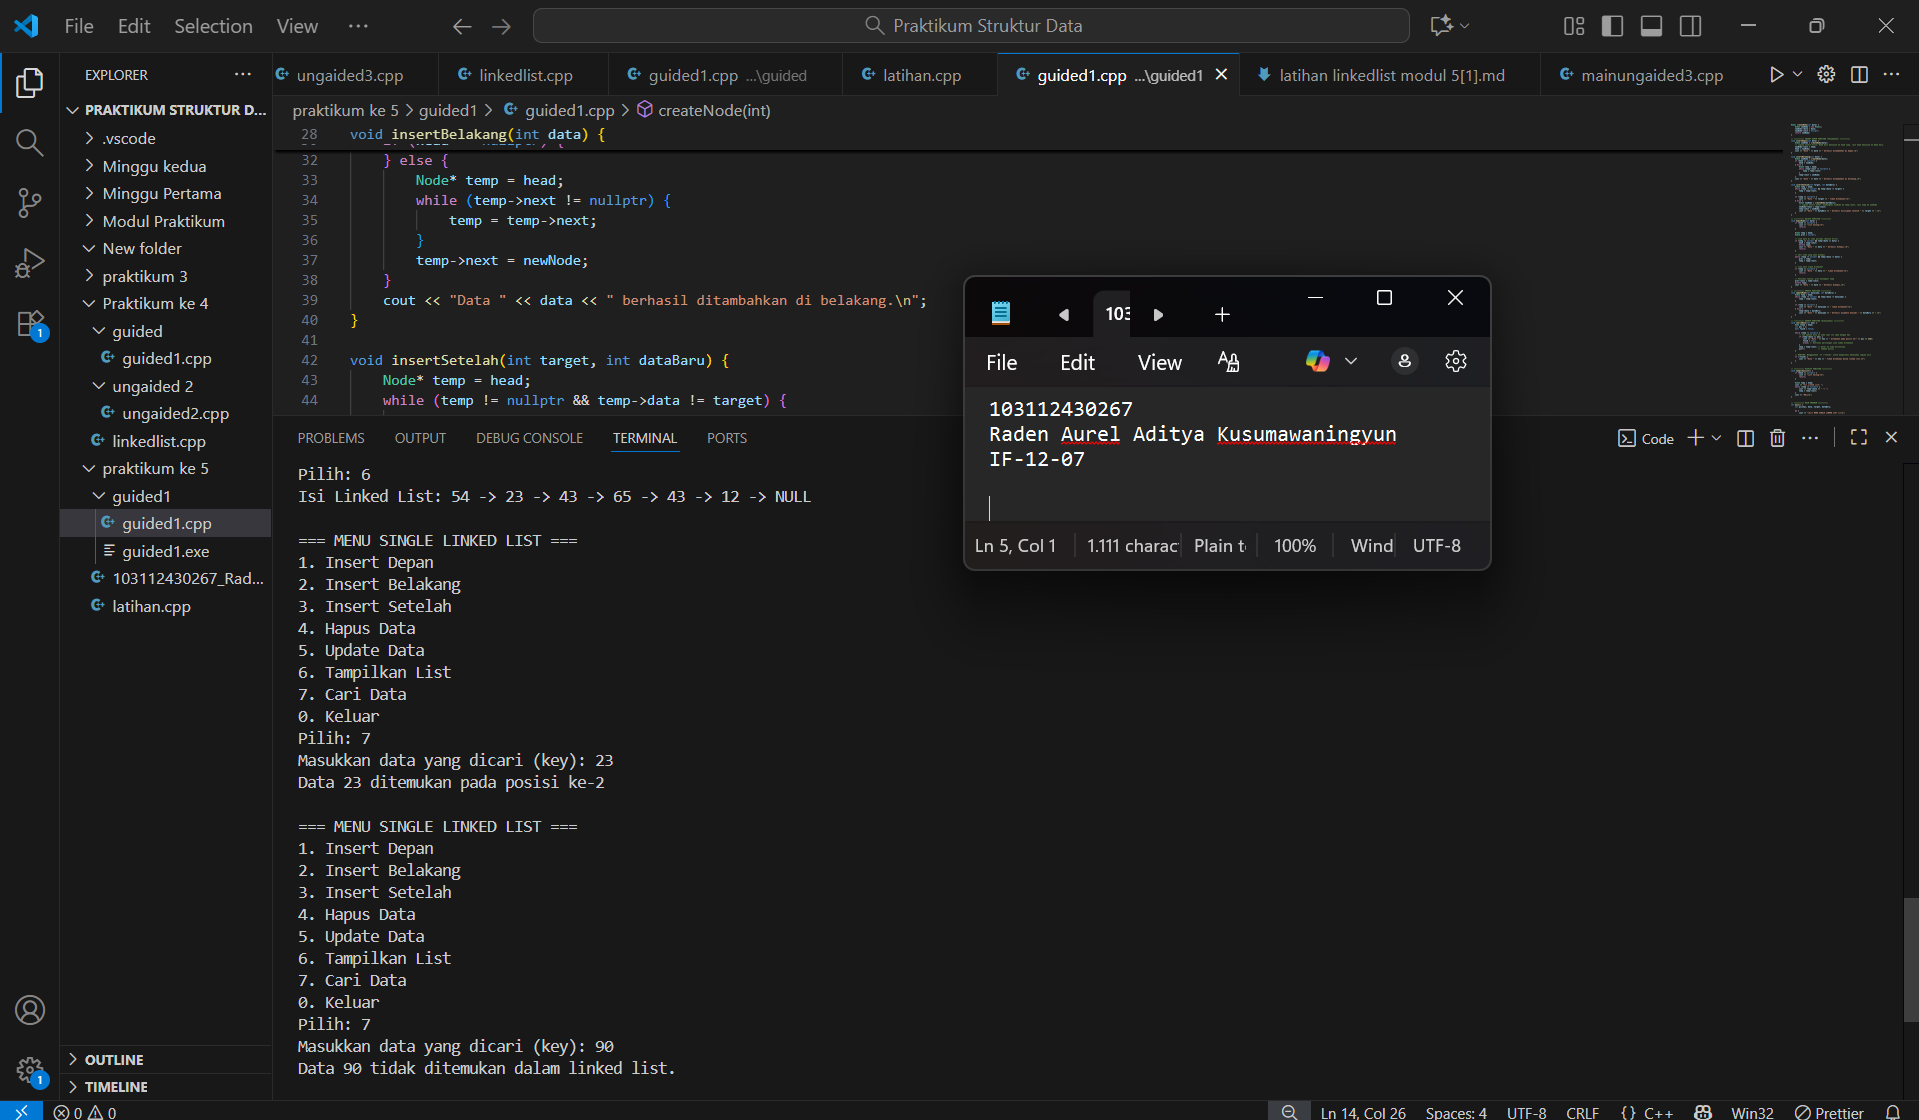 File Edit Selection View ··· Praktikum Struktur Data
EXPLORER ···
ungaided3.cpp linkedlist.cpp guided1.cpp ...\guided latihan.cpp guided1.cpp ...\guided1 latihan linkedlist modul 5[1].md mainungaided3.cpp
PRAKTIKUM STRUKTUR D...
.vscode
Minggu kedua
Minggu Pertama
Modul Praktikum
New folder
praktikum 3
Praktikum ke 4
guided
guided1.cpp
ungaided 2
ungaided2.cpp
linkedlist.cpp
praktikum ke 5
guided1
guided1.cpp
guided1.exe
103112430267_Rad...
latihan.cpp
OUTLINE
TIMELINE
praktikum ke 5 > guided1 > guided1.cpp > createNode(int)
28 void insertBelakang(int data) {
32 } else {
33 Node* temp = head;
34 while (temp->next != nullptr) {
35 temp = temp->next;
36 }
37 temp->next = newNode;
38 }
39 cout << "Data " << data << " berhasil ditambahkan di belakang.\n";
40 }
41
42 void insertSetelah(int target, int dataBaru) {
43 Node* temp = head;
44 while (temp != nullptr && temp->data != target) {
PROBLEMS OUTPUT DEBUG CONSOLE TERMINAL PORTS
Code
Pilih: 6
Isi Linked List: 54 -> 23 -> 43 -> 65 -> 43 -> 12 -> NULL
=== MENU SINGLE LINKED LIST ===
1. Insert Depan
2. Insert Belakang
3. Insert Setelah
4. Hapus Data
5. Update Data
6. Tampilkan List
7. Cari Data
0. Keluar
Pilih: 7
Masukkan data yang dicari (key): 23
Data 23 ditemukan pada posisi ke-2
=== MENU SINGLE LINKED LIST ===
1. Insert Depan
2. Insert Belakang
3. Insert Setelah
4. Hapus Data
5. Update Data
6. Tampilkan List
7. Cari Data
0. Keluar
Pilih: 7
Masukkan data yang dicari (key): 90
Data 90 tidak ditemukan dalam linked list.
103
File Edit View
103112430267
Raden Aurel Aditya Kusumawaningyun
IF-12-07
Ln 5, Col 1 1.111 charac Plain t 100% Wind UTF-8
1
1
0 0 Ln 14, Col 26 Spaces: 4 UTF-8 CRLF {} C++ Win32 Prettier